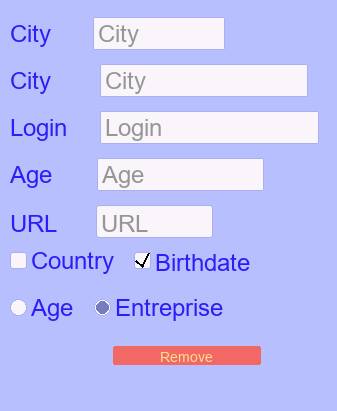 City City
City City
Login Login
Age Age
URL URL
Country Birthdate
Age Entreprise
Remove